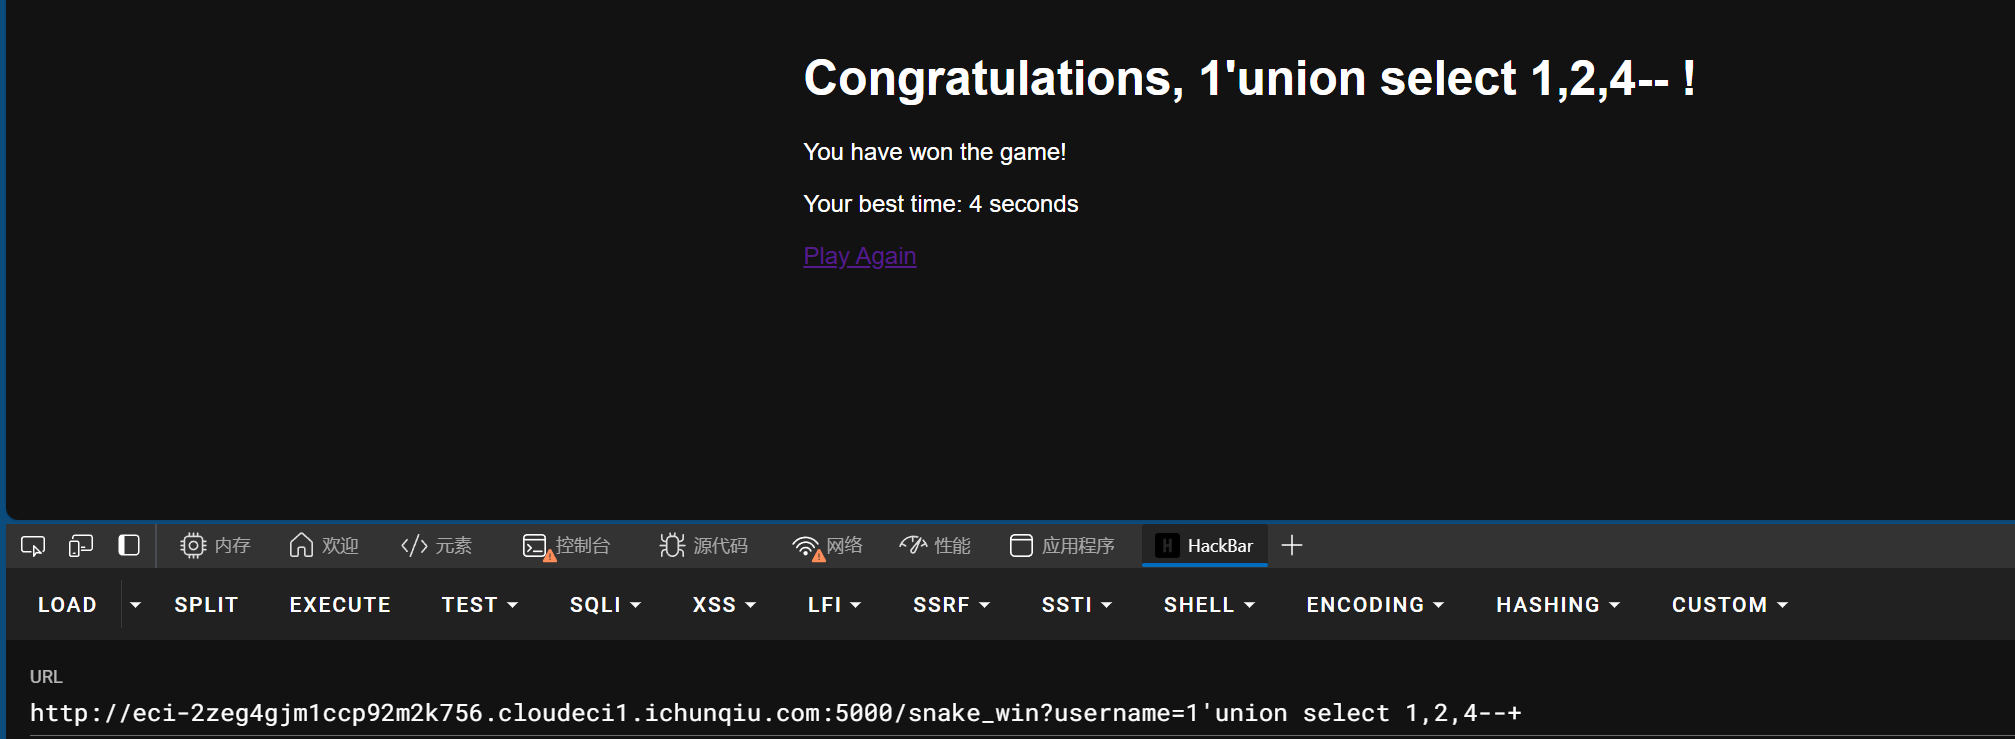 Congratulations, 1'union select 1,2,4-- !
You have won the game!
Your best time: 4 seconds
Play Again
内存 欢迎 元素 控制台 源代码 网络 性能 应用程序 H HackBar
LOAD SPLIT EXECUTE TEST SQLI XSS LFI SSRF SSTI SHELL ENCODING HASHING CUSTOM
URL
http://eci-2zeg4gjm1ccp92m2k756.cloudeci1.ichunqiu.com:5000/snake_win?username=1'union select 1,2,4--+